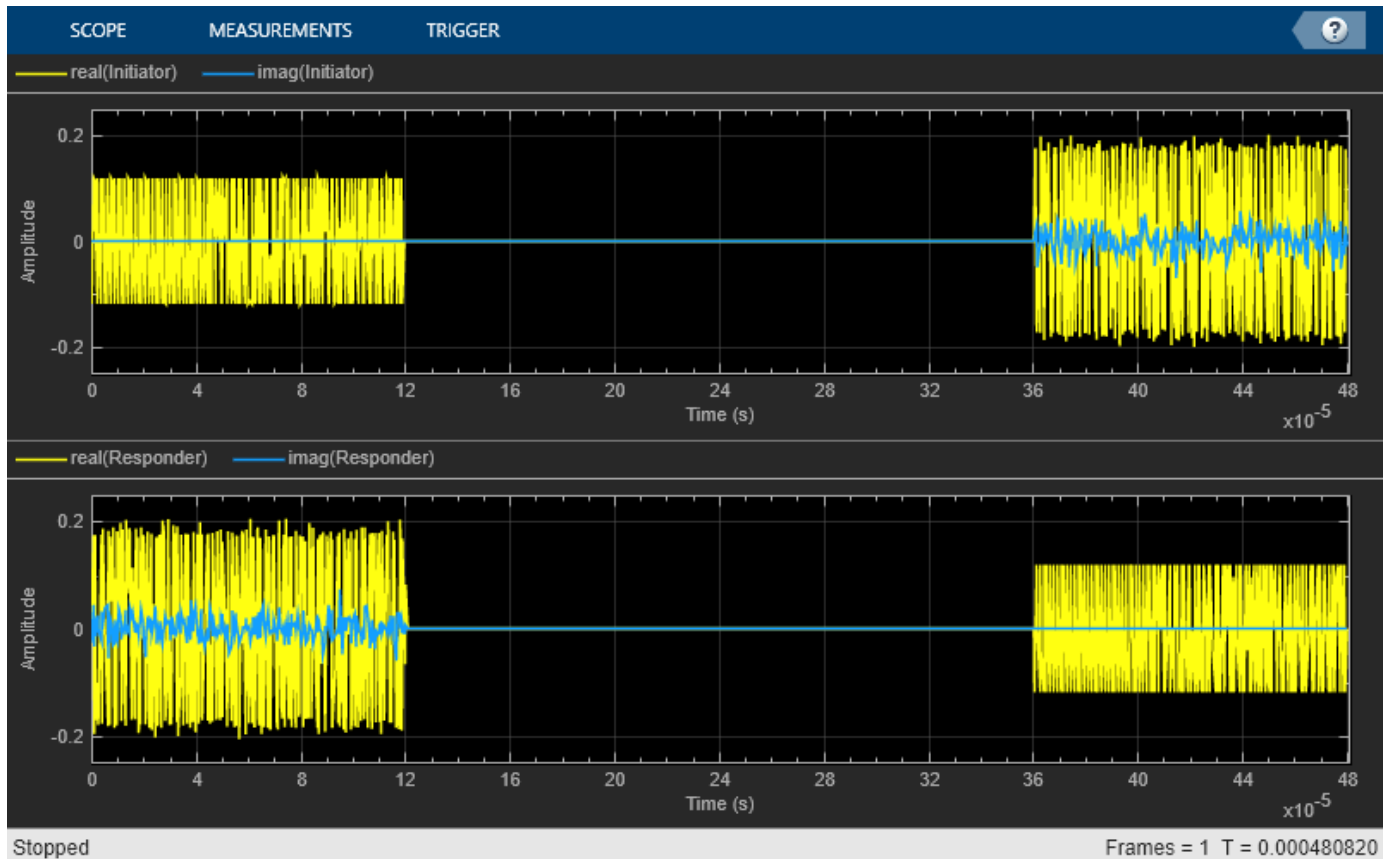 SCOPE MEASUREMENTS TRIGGER ?
real(Initiator) imag(Initiator)
0.2
0
-0.2
Amplitude
0 4 8 12 16 20 24 28 32 36 40 44 48
Time (s)
x10-5
real(Responder) imag(Responder)
0.2
0
-0.2
Amplitude
0 4 8 12 16 20 24 28 32 36 40 44 48
Time (s)
x10-5
Stopped Frames = 1 T = 0.000480820